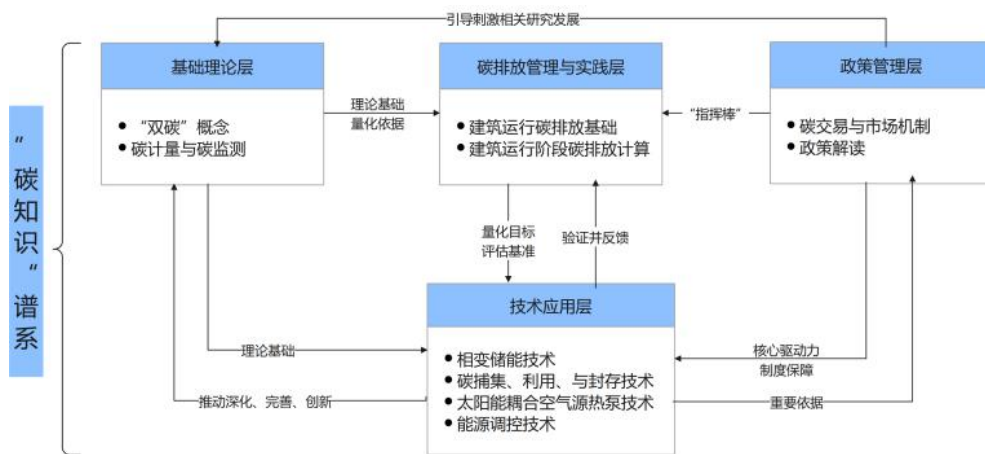 引导刺激相关研究发展
基础理论层
碳排放管理与实践层
政策管理层
“双碳”概念
碳计量与碳监测
理论基础
量化依据
建筑运行碳排放基础
建筑运行阶段碳排放计算
“指挥棒”
碳交易与市场机制
政策解读
“碳知识“谱系
量化目标
评估基准
验证并反馈
技术应用层
理论基础
相变储能技术
碳捕集、利用、与封存技术
太阳能耦合空气源热泵技术
能源调控技术
核心驱动力
制度保障
推动深化、完善、创新
重要依据